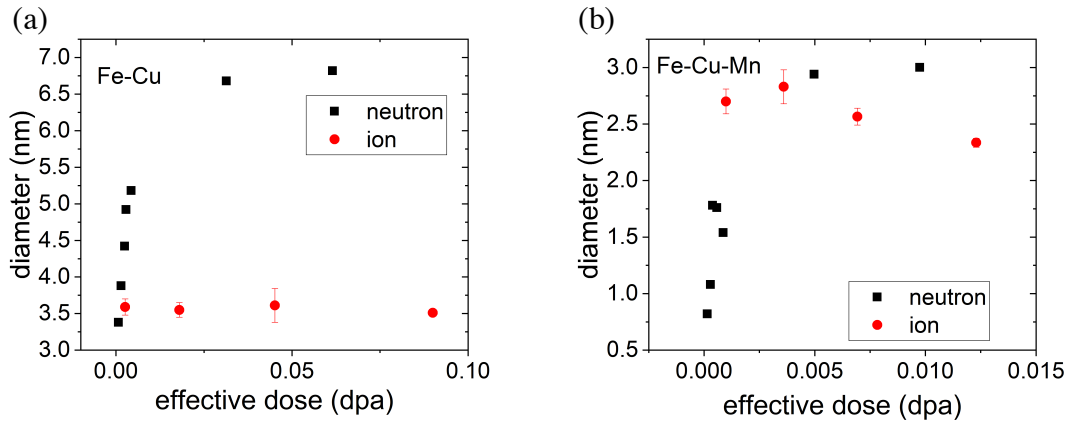 (a)
Fe-Cu
neutron
ion
diameter (nm)
7.0
6.5
6.0
5.5
5.0
4.5
4.0
3.5
3.0
0.00
0.05
0.10
effective dose (dpa)
(b)
Fe-Cu-Mn
neutron
ion
diameter (nm)
3.0
2.5
2.0
1.5
1.0
0.5
0.000
0.005
0.010
0.015
effective dose (dpa)